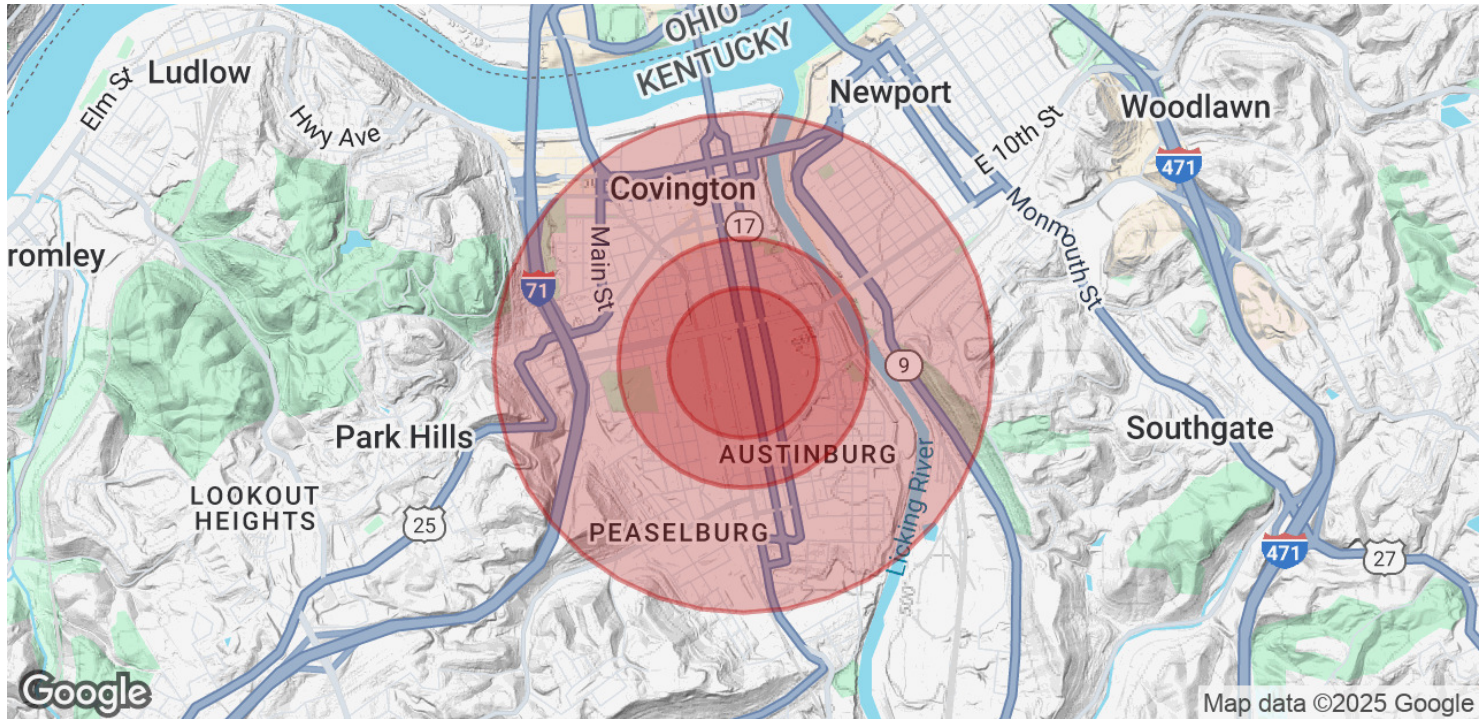 OHIO
KENTUCKY
Ludlow
Elm St
Hwy Ave
Newport
Woodlawn
E 10th St
471
Covington
17
Monmouth St
romley
Main St
71
9
Park Hills
Southgate
AUSTINBURG
LOOKOUT
HEIGHTS
25
PEASELBURG
Licking River
471
27
500
Google
Map data ©2025 Google